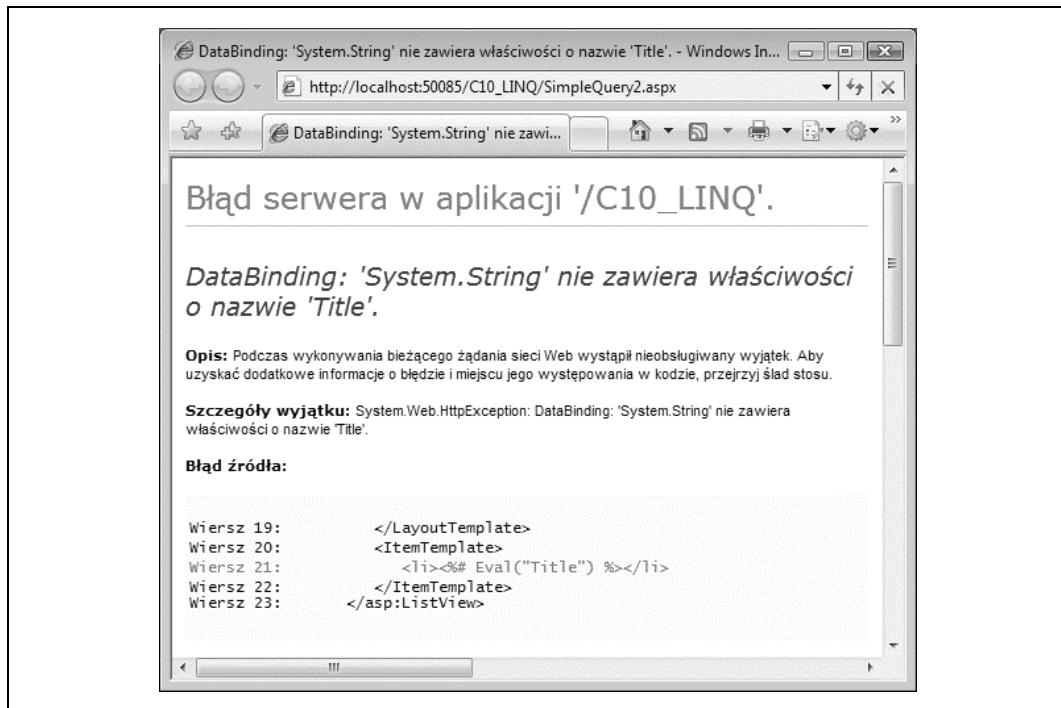 DataBinding: 'System.String' nie zawiera właściwości o nazwie 'Title'. - Windows In...
http://localhost:50085/C10_LINQ/SimpleQuery2.aspx
DataBinding: 'System.String' nie zawi...
Błąd serwera w aplikacji '/C10_LINQ'.
DataBinding: 'System.String' nie zawiera właściwości
o nazwie 'Title'.
Opis: Podczas wykonywania bieżącego żądania sieci Web wystąpił nieobsługiwany wyjątek. Aby
uzyskać dodatkowe informacje o błędzie i miejscu jego występowania w kodzie, przejrzyj ślad stosu.
Szczegóły wyjątku: System.Web.HttpException: DataBinding: 'System.String' nie zawiera
właściwości o nazwie 'Title'.
Błąd źródła:
Wiersz 19:          </LayoutTemplate>
Wiersz 20:          <ItemTemplate>
Wiersz 21:             <li><%# Eval("Title") %></li>
Wiersz 22:          </ItemTemplate>
Wiersz 23:       </asp:ListView>